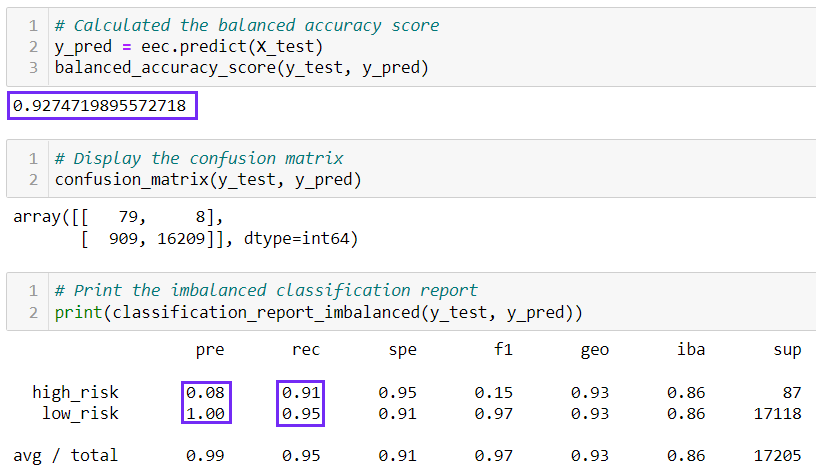 1 # Calculated the balanced accuracy score
2 y_pred = eec.predict(X_test)
3 balanced_accuracy_score(y_test, y_pred)
0.9274719895572718
1 # Display the confusion matrix
2 confusion_matrix(y_test, y_pred)
array([[   79,     8],
       [  909, 16209]], dtype=int64)
1 # Print the imbalanced classification report
2 print(classification_report_imbalanced(y_test, y_pred))
pre rec spe f1 geo iba sup
high_risk 0.08 0.91 0.95 0.15 0.93 0.86 87
low_risk 1.00 0.95 0.91 0.97 0.93 0.86 17118
avg / total 0.99 0.95 0.91 0.97 0.93 0.86 17205